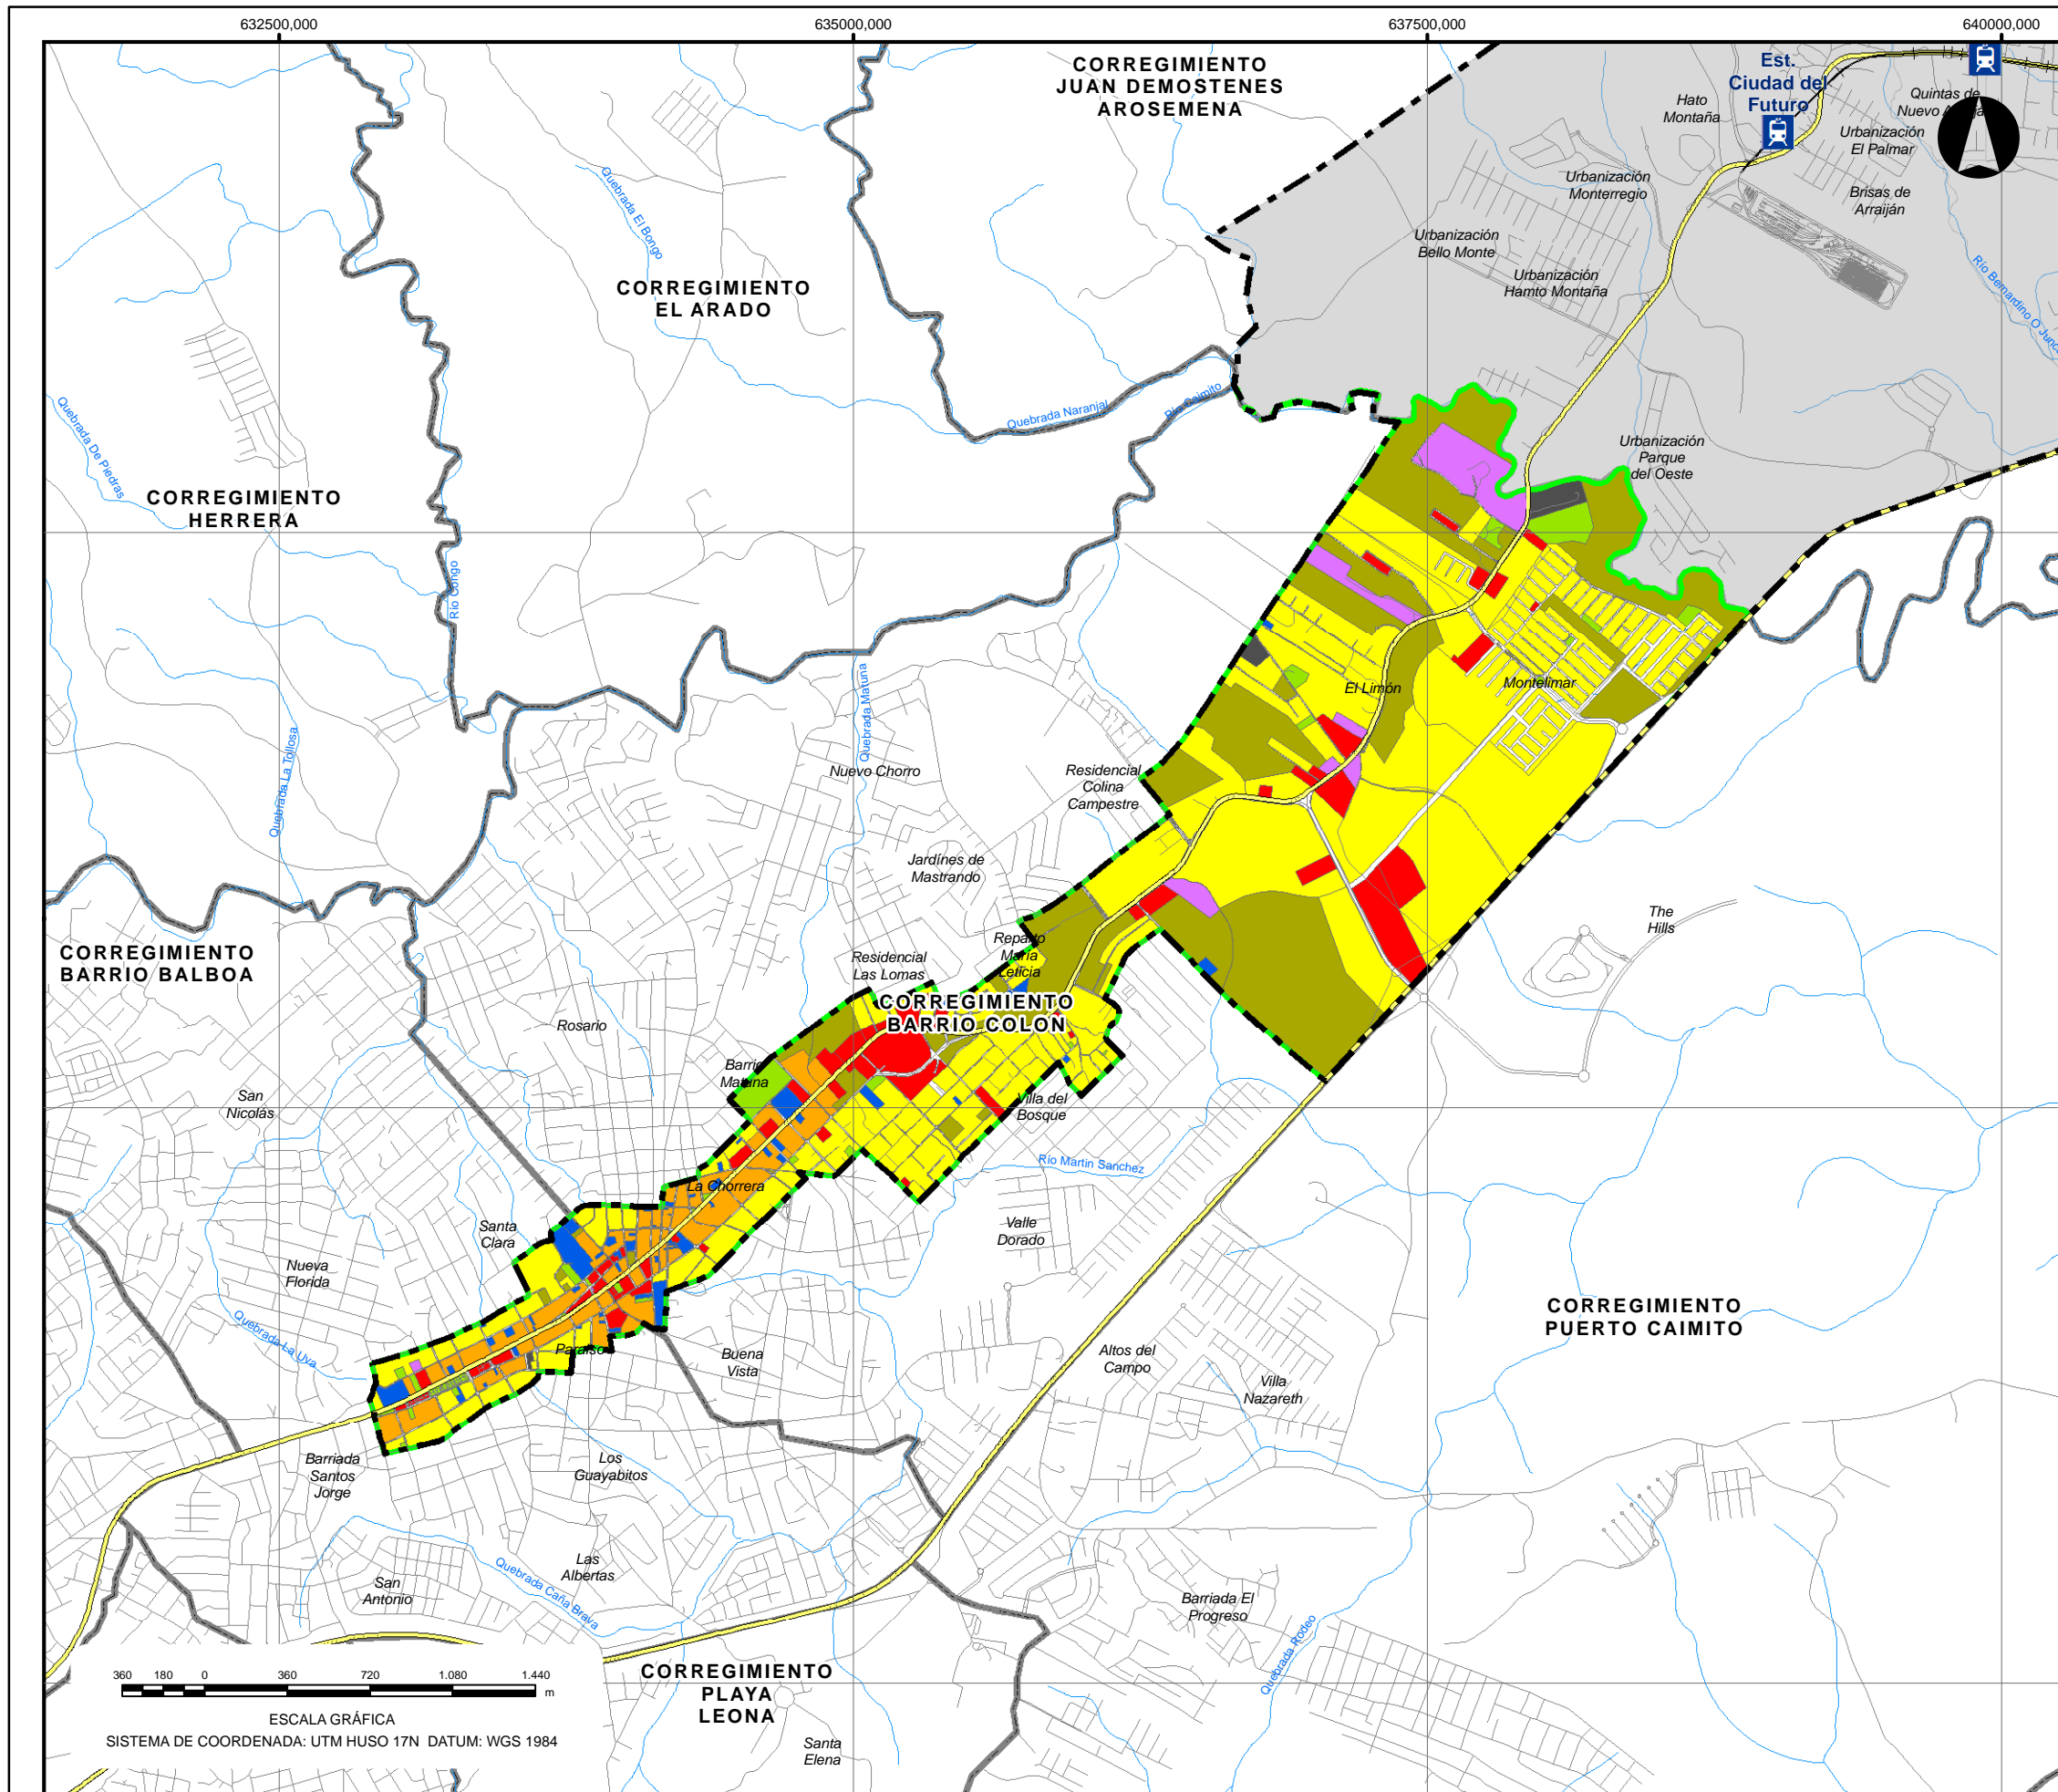 632500,000
635000,000
637500,000
640000,000
CORREGIMIENTO
JUAN DEMOSTENES
AROSEMENA
Est.
Ciudad del
Futuro
Hato
Montaña
Quintas de
Nuevo
Urbanización
El Palmar
Urbanización
Monterregio
Brisas de
Arraiján
Urbanización
Bello Monte
Urbanización
Hamto Montaña
Río Bernardino O
Quebrada El Bongo
CORREGIMIENTO
EL ARADO
Quebrada Naranjal
Río Caimito
Quebrada De Piedras
CORREGIMIENTO
HERRERA
Urbanización
Parque
del Oeste
Río Congo
Quebrada La Tollosa
Quebrada Matuna
El Limón
Montelimar
Nuevo Chorro
Residencial
Colina
Campestre
Jardínes de
Mastrando
The
Hills
CORREGIMIENTO
BARRIO BALBOA
Reparto
María
Leticia
Residencial
Las Lomas
CORREGIMIENTO
BARRIO COLON
Rosario
Barrio
Matuna
San
Nicolás
Villa del
Bosque
Río Martín Sanchez
La Chorrera
Santa
Clara
Valle
Dorado
Nueva
Florida
Quebrada La Uva
Paraíso
Buena
Vista
Altos del
Campo
Villa
Nazareth
CORREGIMIENTO
PUERTO CAIMITO
Barriada
Santos
Jorge
Los
Guayabitos
Las
Albertas
San
Antonio
Quebrada Caña Brava
Barriada El
Progreso
Quebrada Rodeo
CORREGIMIENTO
PLAYA
LEONA
Santa
Elena
360 180 0 360 720 1.080 1.440
m
ESCALA GRÁFICA
SISTEMA DE COORDENADA: UTM HUSO 17N DATUM: WGS 1984